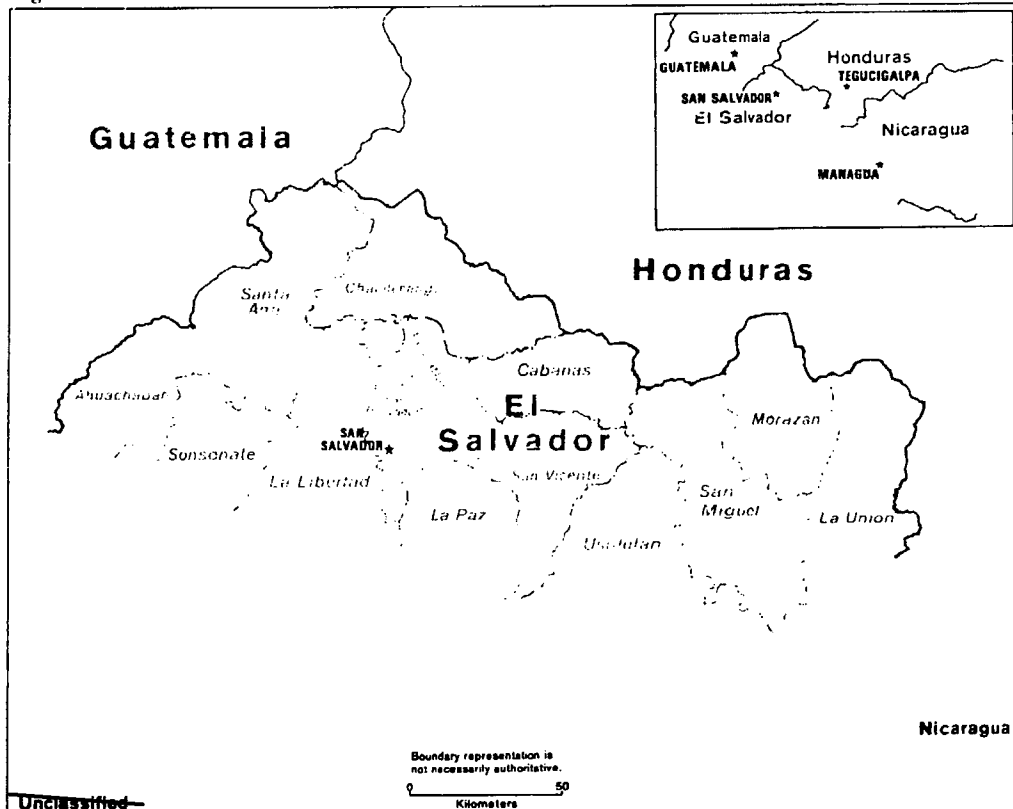 Guatemala
Honduras
GUATEMALA
TEGUCIGALPA
SAN SALVADOR
El Salvador
Nicaragua
MANAGUA
Guatemala
Honduras
Santa
Ana
Cabanas
Ahuachapan
El
Salvador
Morazan
SAN
SALVADOR
Sonsonate
San Vicente
La Libertad
San
Miguel
La Paz
La Union
Usulutan
Nicaragua
Boundary representation is
not necessarily authoritative.
0 50
Kilometers
Unclassified